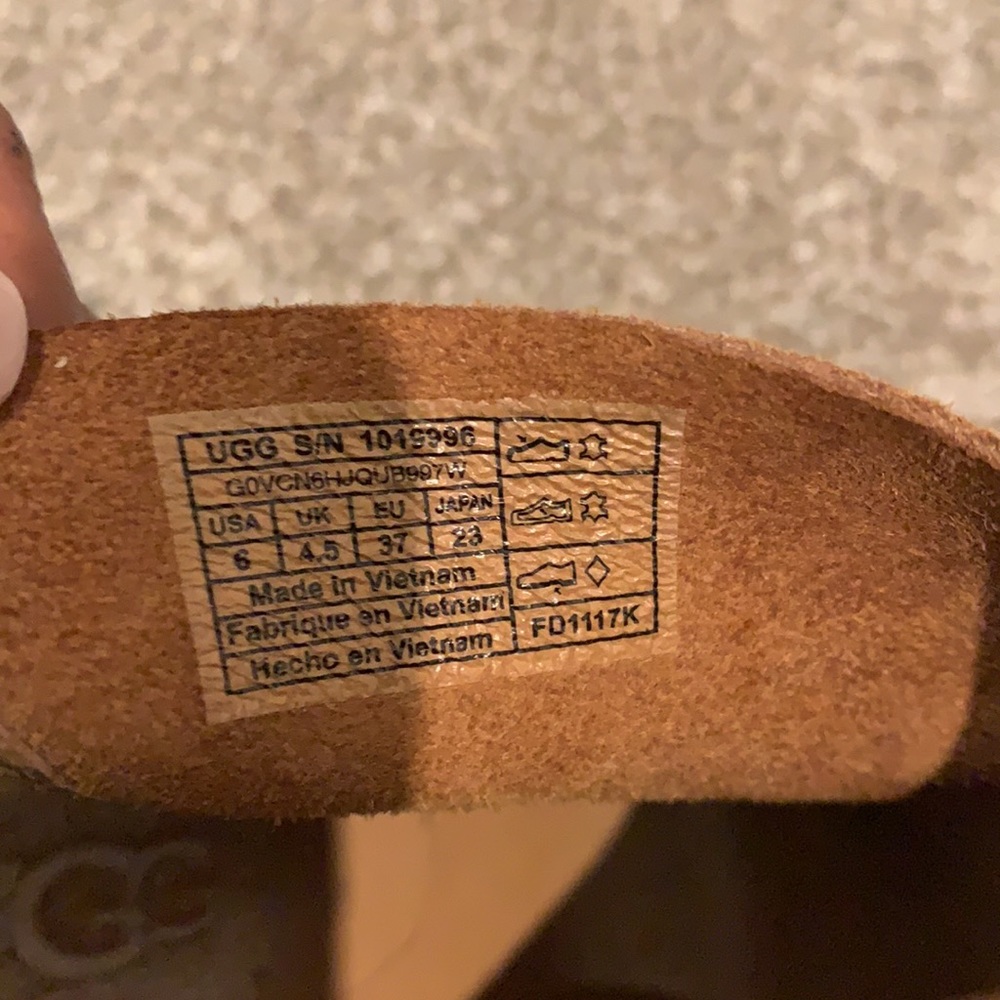 UGG S/N 1019996
G0VCN6HJQUB997W
USA UK EU JAPAN
6 4.5 37 23
Made in Vietnam
Fabrique en Vietnam
Hecho en Vietnam
FD1117K